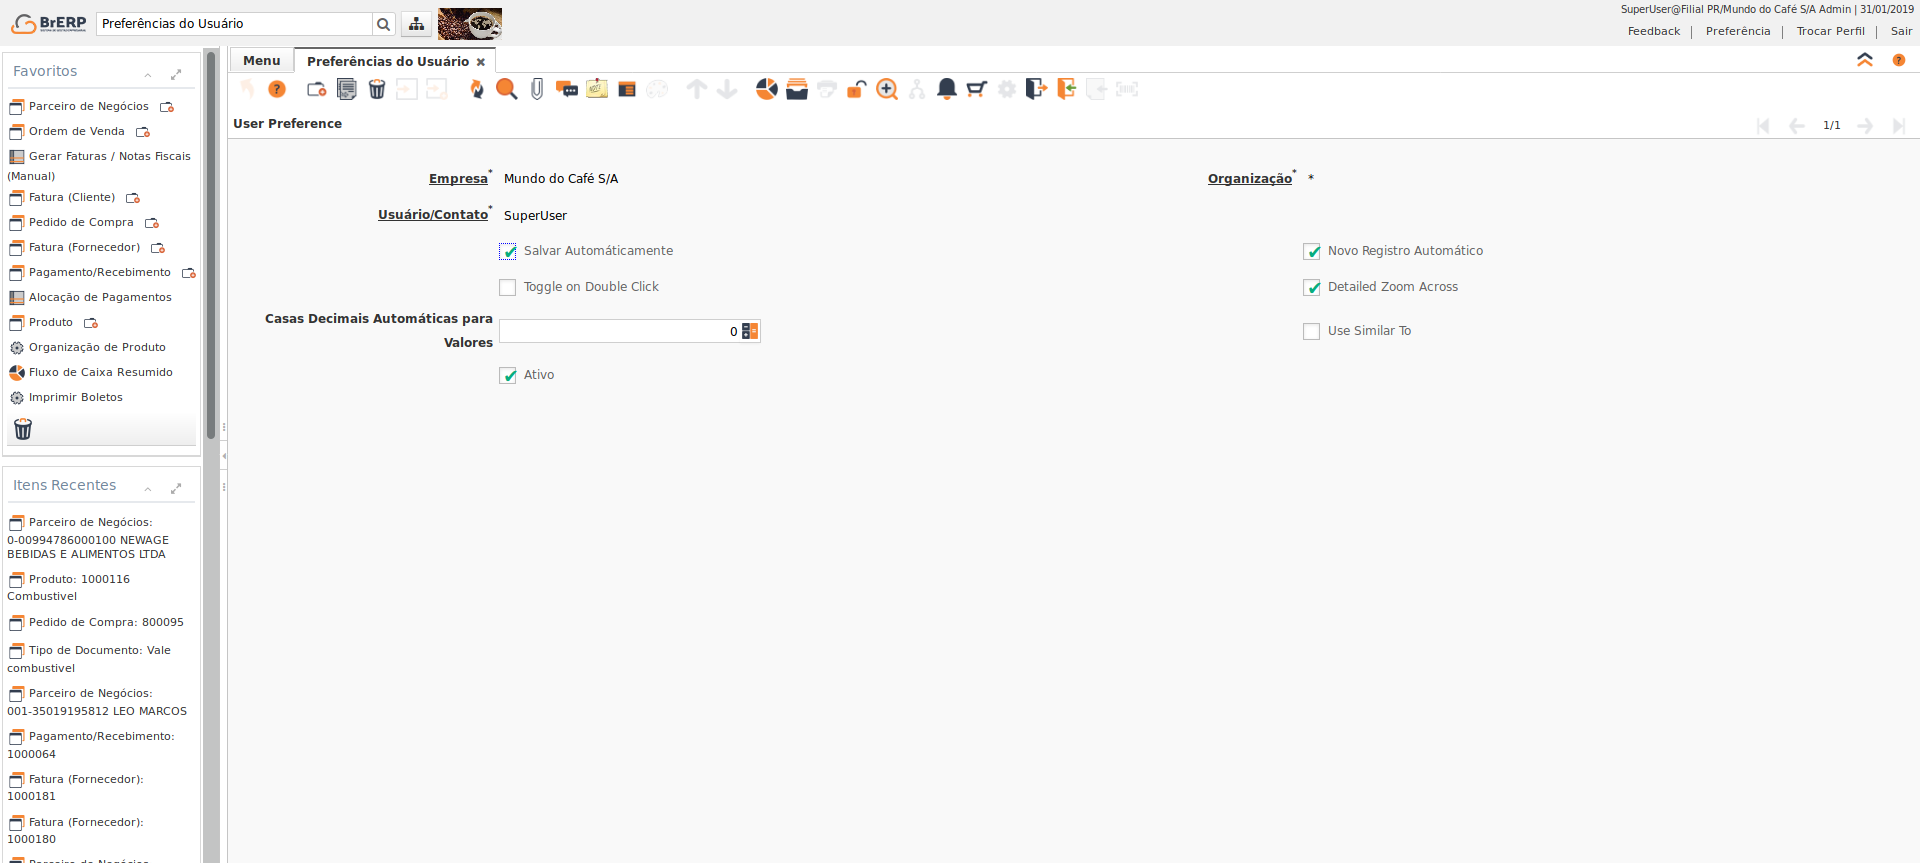 BrERP
Preferências do Usuário
SuperUser@Filial PR/Mundo do Café S/A Admin | 31/01/2019
Feedback | Preferência | Trocar Perfil | Sair
Favoritos
Parceiro de Negócios
Ordem de Venda
Gerar Faturas / Notas Fiscais
(Manual)
Fatura (Cliente)
Pedido de Compra
Fatura (Fornecedor)
Pagamento/Recebimento
Alocação de Pagamentos
Produto
Organização de Produto
Fluxo de Caixa Resumido
Imprimir Boletos
Itens Recentes
Parceiro de Negócios:
0-00994786000100 NEWAGE
BEBIDAS E ALIMENTOS LTDA
Produto: 1000116
Combustivel
Pedido de Compra: 800095
Tipo de Documento: Vale
combustivel
Parceiro de Negócios:
001-35019195812 LEO MARCOS
Pagamento/Recebimento:
1000064
Fatura (Fornecedor):
1000181
Fatura (Fornecedor):
1000180
Parceiro de Negócios
Menu
Preferências do Usuário
User Preference
1/1
Empresa* Mundo do Café S/A
Organização* *
Usuário/Contato* SuperUser
Salvar Automáticamente
Novo Registro Automático
Toggle on Double Click
Detailed Zoom Across
Casas Decimais Automáticas para
Valores
0
Use Similar To
Ativo